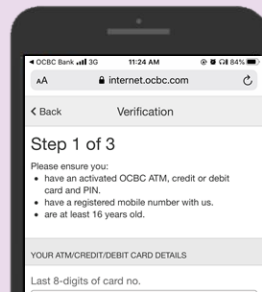 OCBC Bank 3G 11:24 AM 84%
AA internet.ocbc.com
Back Verification
Step 1 of 3
Please ensure you:
• have an activated OCBC ATM, credit or debit
card and PIN.
• have a registered mobile number with us.
• are at least 16 years old.
YOUR ATM/CREDIT/DEBIT CARD DETAILS
Last 8-digits of card no.